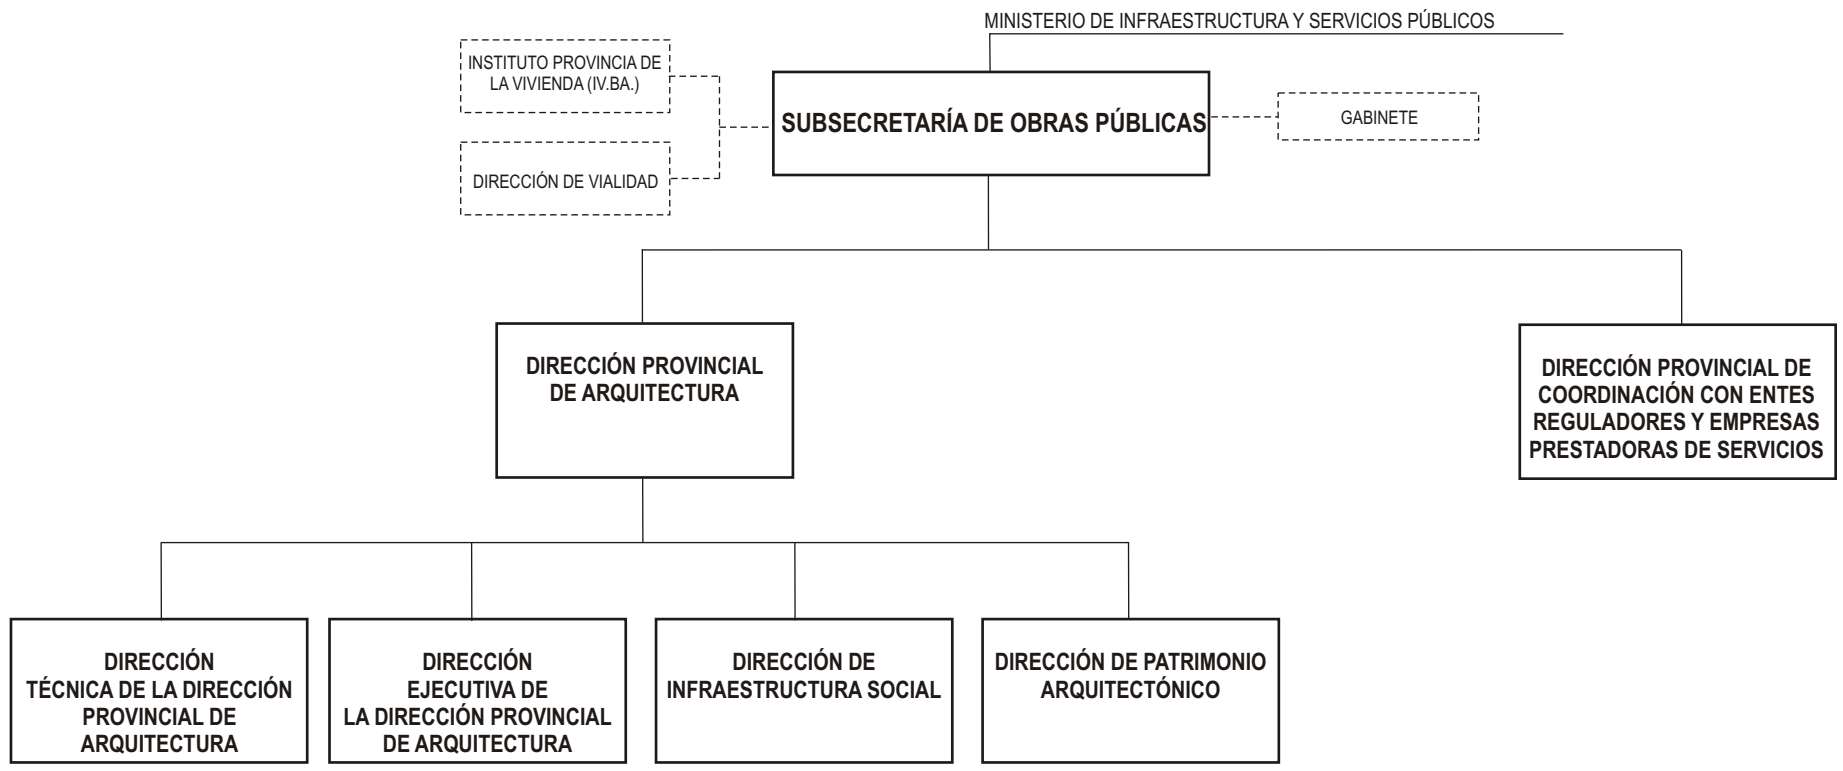 MINISTERIO DE INFRAESTRUCTURA Y SERVICIOS PÚBLICOS
INSTITUTO PROVINCIA DE
LA VIVIENDA (IV.BA.)
SUBSECRETARÍA DE OBRAS PÚBLICAS
GABINETE
DIRECCIÓN DE VIALIDAD
DIRECCIÓN PROVINCIAL
DE ARQUITECTURA
DIRECCIÓN PROVINCIAL DE
COORDINACIÓN CON ENTES
REGULADORES Y EMPRESAS
PRESTADORAS DE SERVICIOS
DIRECCIÓN
TÉCNICA DE LA DIRECCIÓN
PROVINCIAL DE
ARQUITECTURA
DIRECCIÓN
EJECUTIVA DE
LA DIRECCIÓN PROVINCIAL
DE ARQUITECTURA
DIRECCIÓN DE
INFRAESTRUCTURA SOCIAL
DIRECCIÓN DE PATRIMONIO
ARQUITECTÓNICO